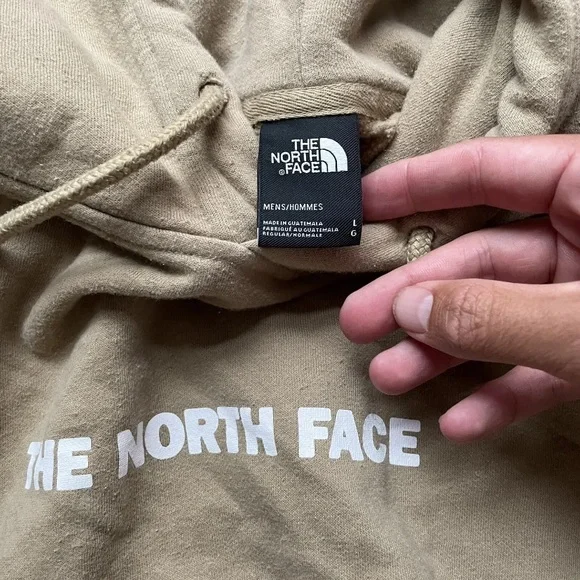 THE
NORTH
FACE
®
MENS/HOMMES
MADE IN GUATEMALA
FABRIQUÉ AU GUATEMALA
REGULAR/NORMALE
L
G
THE NORTH FACE